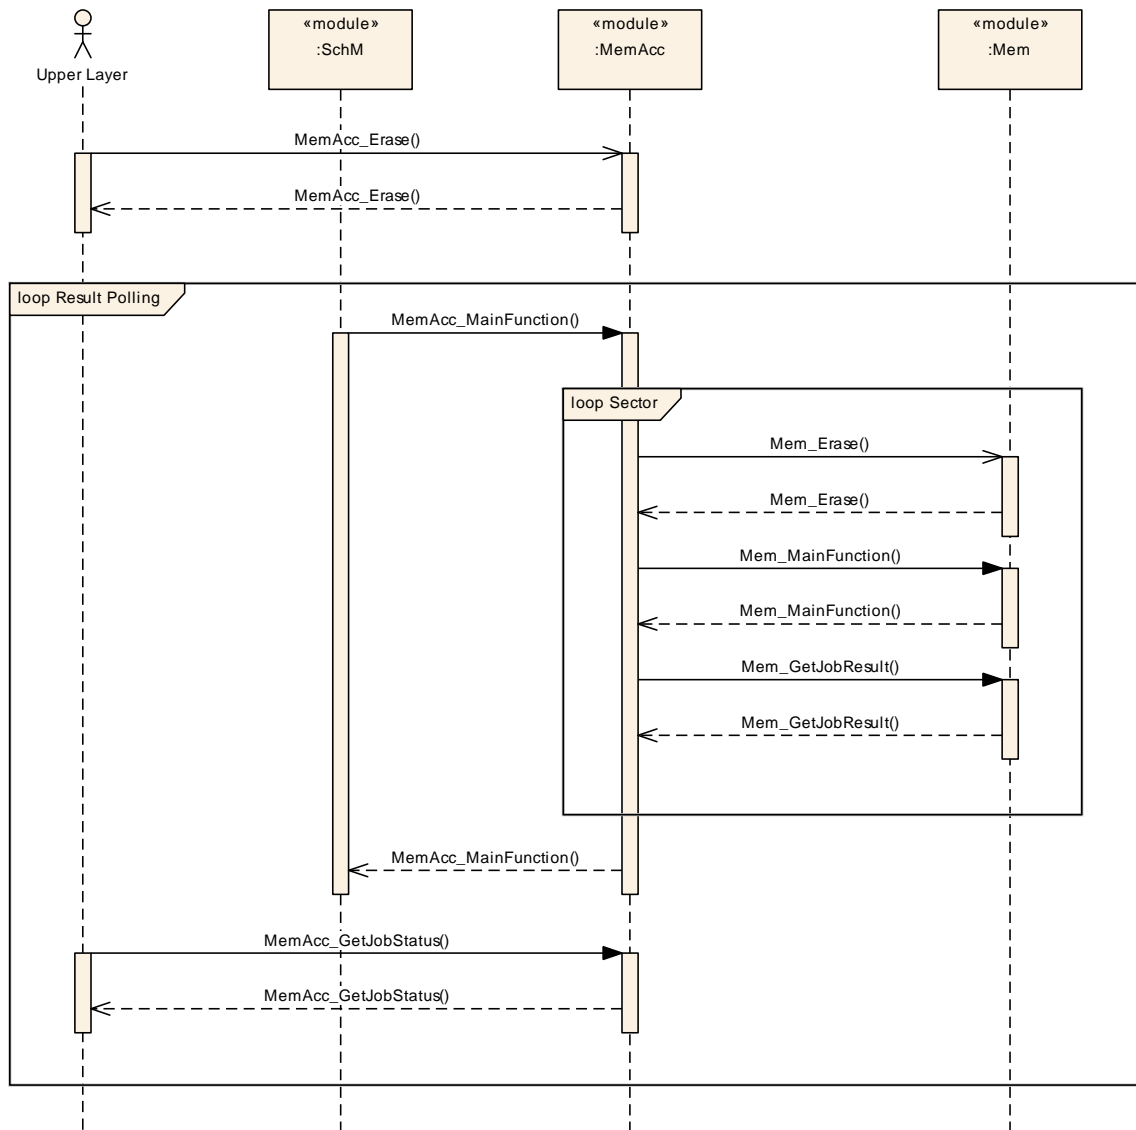 «module»
:SchM
«module»
:MemAcc
«module»
:Mem
Upper Layer
MemAcc_Erase()
MemAcc_Erase()
loop Result Polling
MemAcc_MainFunction()
loop Sector
Mem_Erase()
Mem_Erase()
Mem_MainFunction()
Mem_MainFunction()
Mem_GetJobResult()
Mem_GetJobResult()
MemAcc_MainFunction()
MemAcc_GetJobStatus()
MemAcc_GetJobStatus()